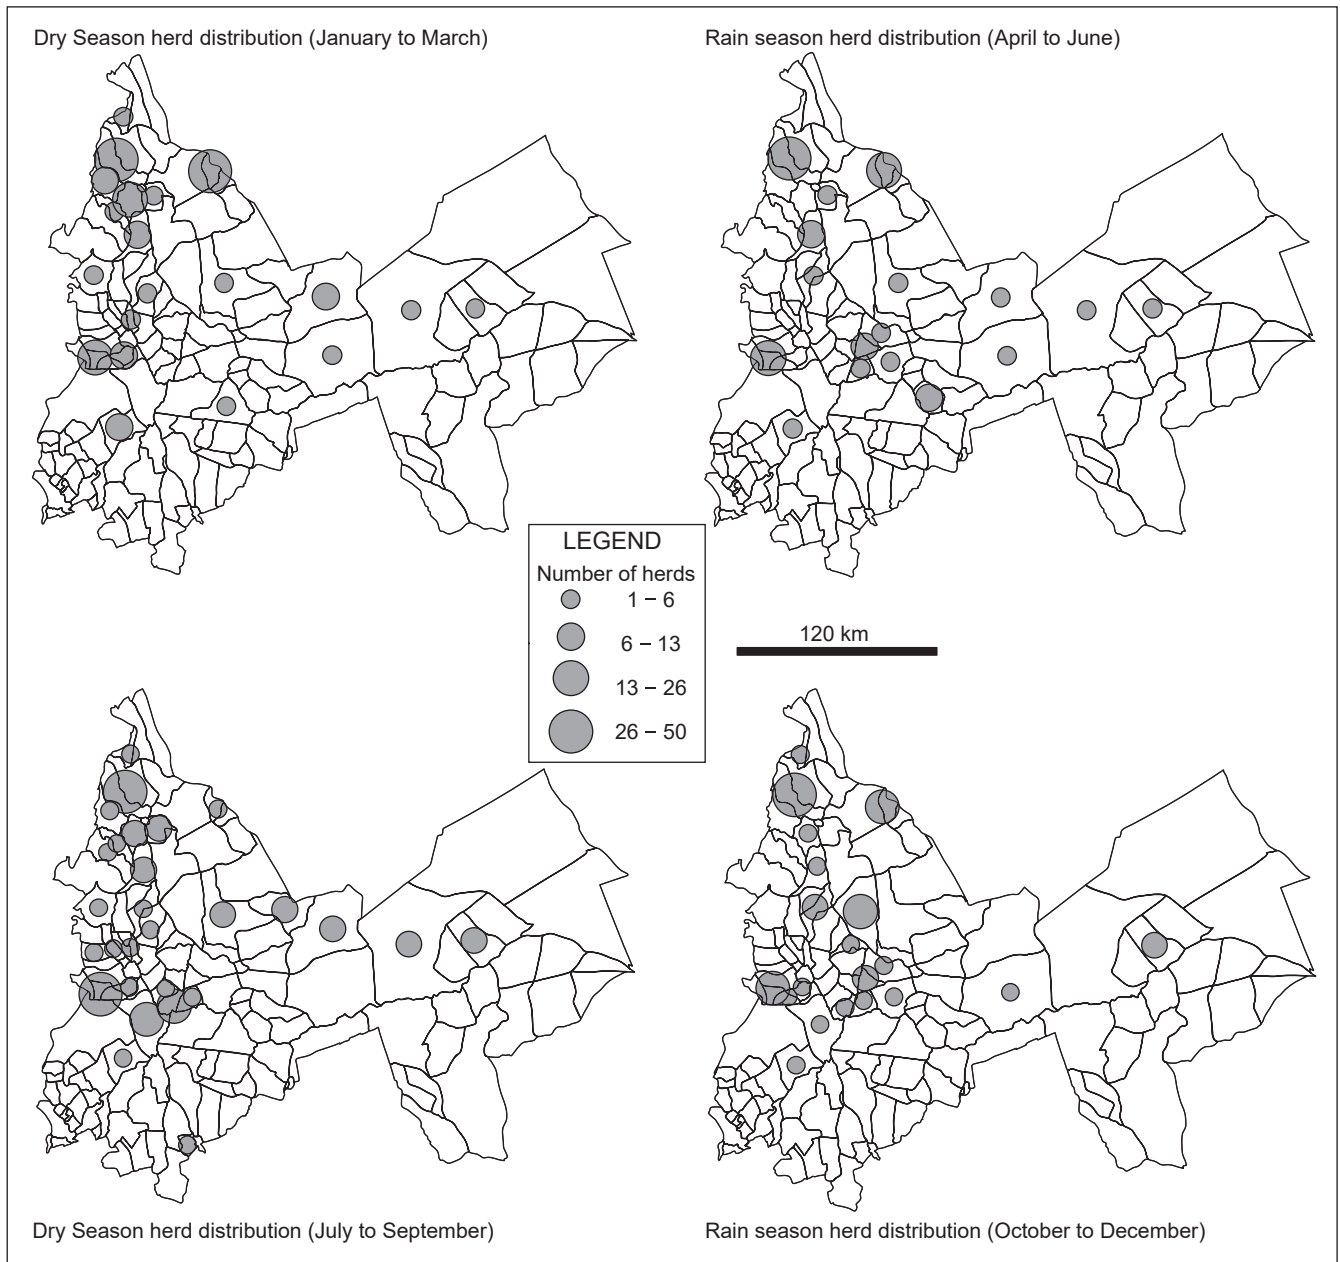 Dry Season herd distribution (January to March)
Rain season herd distribution (April to June)
LEGEND
Number of herds
1 – 6
6 – 13
13 – 26
26 – 50
120 km
Dry Season herd distribution (July to September)
Rain season herd distribution (October to December)